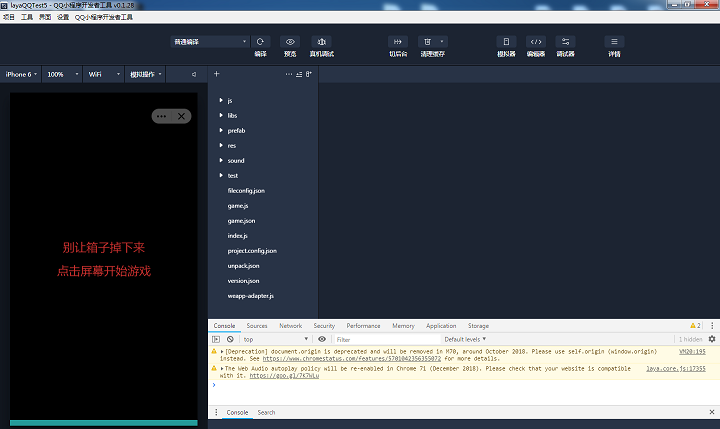 layaQQTest5 - QQ小程序开发者工具 v0.1.28
项目 工具 界面 设置 QQ小程序开发者工具
普通编译
编译 预览 真机调试 切后台 清理缓存 模拟器 编辑器 调试器 详情
iPhone 6 100% WiFi 模拟操作
js
libs
prefab
res
sound
test
fileconfig.json
game.js
game.json
index.js
project.config.json
unpack.json
version.json
weapp-adapter.js
别让箱子掉下来
点击屏幕开始游戏
Console Sources Network Security Performance Memory Application Storage 2
top Filter Default levels 1 hidden
[Deprecation] document.origin is deprecated and will be removed in M70, around October 2018. Please use self.origin (window.origin) VM20:195
instead. See https://www.chromestatus.com/features/5701042356355072 for more details.
The Web Audio autoplay policy will be re-enabled in Chrome 71 (December 2018). Please check that your website is compatible laya.core.js:17355
with it. https://goo.gl/7K7WLu
Console Search